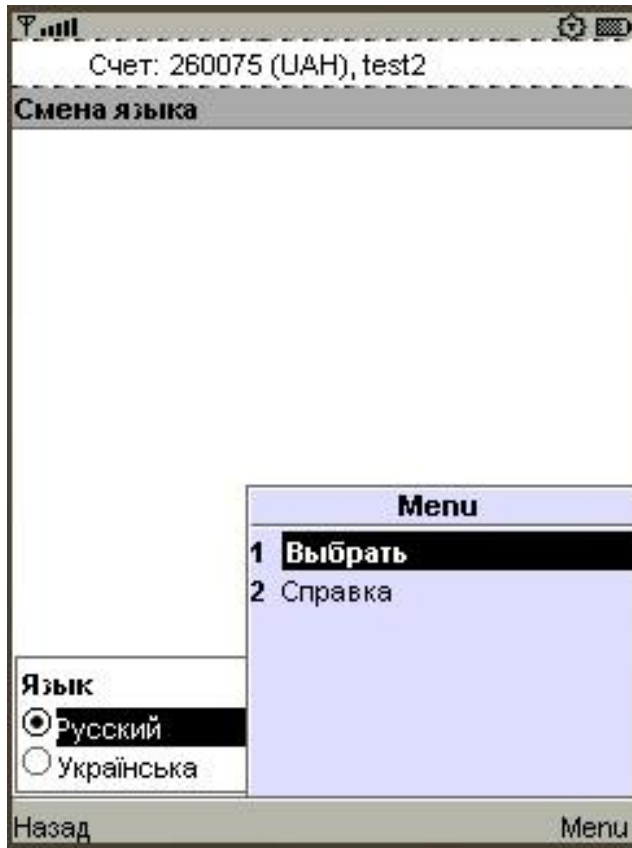 Счет: 260075 (UAH), test2
Смена языка
Menu
1 Выбрать
2 Справка
Язык
Русский
Українська
Назад
Menu